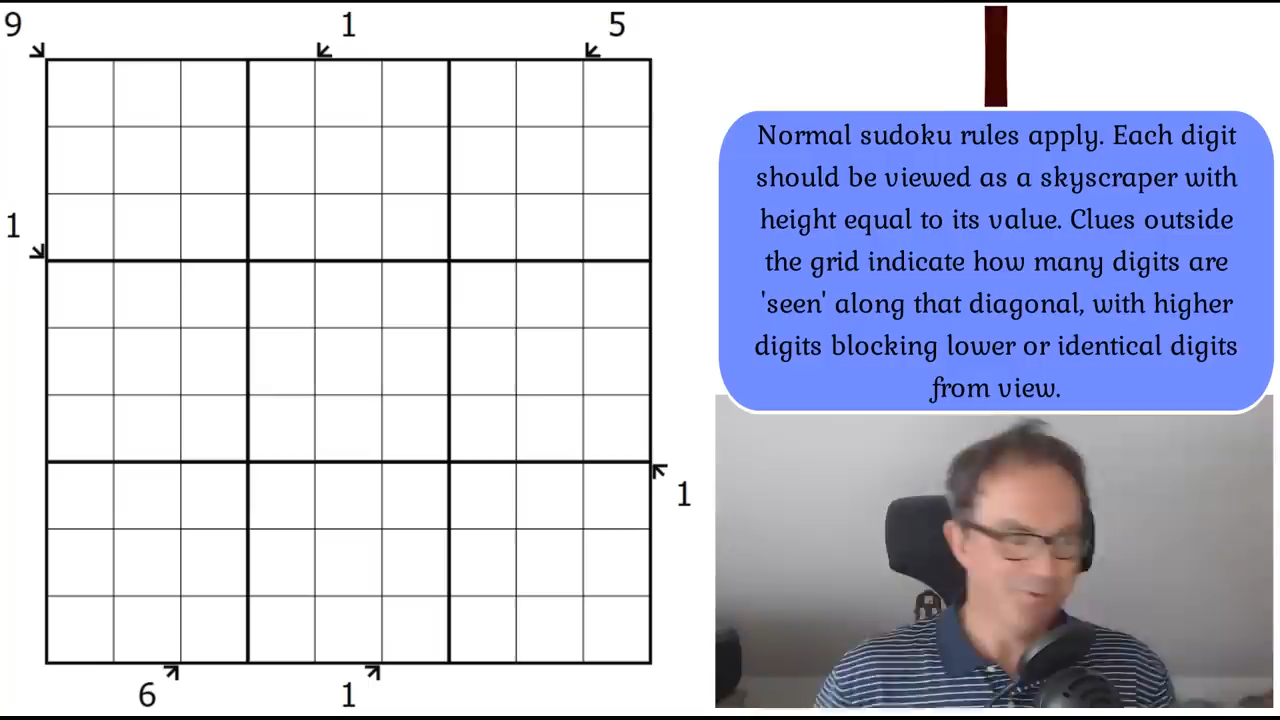 9 1 5
1
1
6 1
Normal sudoku rules apply. Each digit
should be viewed as a skyscraper with
height equal to its value. Clues outside
the grid indicate how many digits are
'seen' along that diagonal, with higher
digits blocking lower or identical digits
from view.